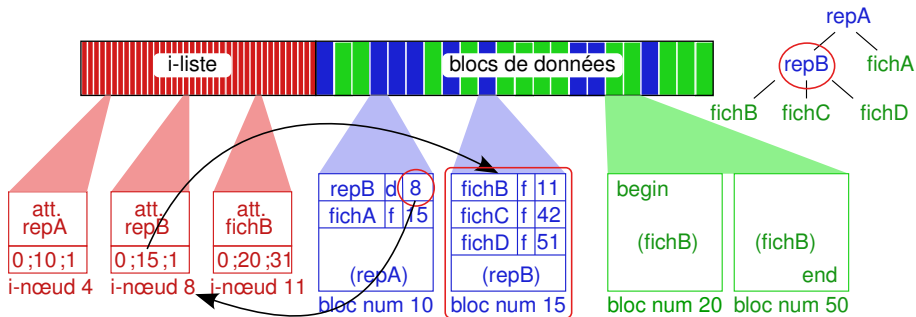 repA
i-liste
blocs de données
repB
fichA
fichB
fichC
fichD
att.
repA
0 ;10 ;1
i-nœud 4
att.
repB
0 ;15 ;1
i-nœud 8
att.
fichB
0 ;20 ;31
i-nœud 11
repB d 8
fichA f 15
(repA)
bloc num 10
fichB f 11
fichC f 42
fichD f 51
(repB)
bloc num 15
begin
(fichB)
bloc num 20
(fichB)
end
bloc num 50